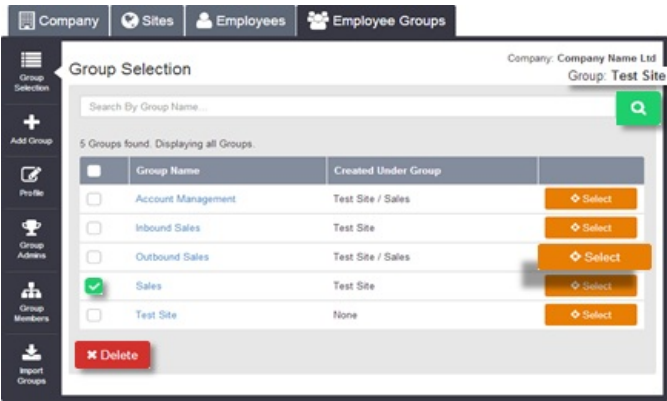 Company Sites Employees Employee Groups
Company: Company Name Ltd
Group: Test Site
Group Selection
Group
Selection
Add Group
Profile
Group
Admins
Group
Members
Import
Groups
Search By Group Name...
5 Groups found. Displaying all Groups.
Group Name Created Under Group
Account Management Test Site / Sales Select
Inbound Sales Test Site Select
Outbound Sales Test Site / Sales Select
Sales Test Site Select
Test Site None Select
Delete